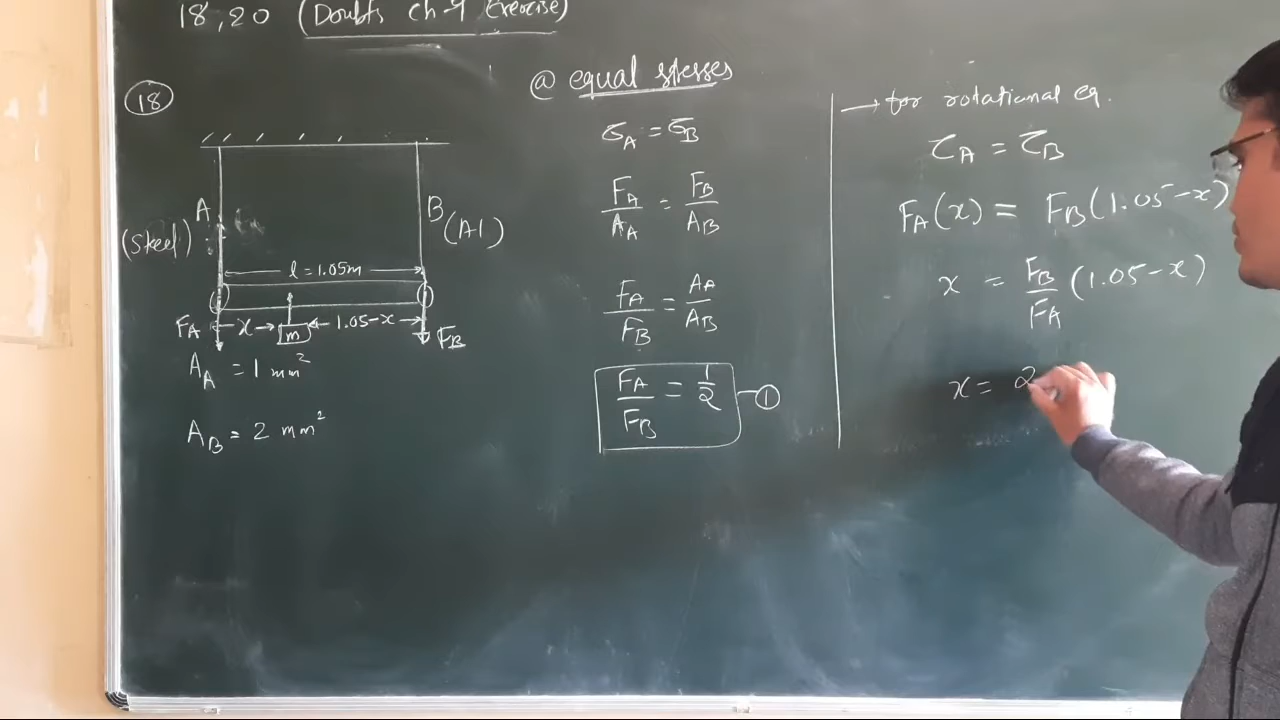 18, 20 (Doubts ch-9 Exercise)
18
A
(Steel)
B
(Al)
l = 1.05m
F_A
x
m
1.05-x
F_B
A_A = 1 mm²
A_B = 2 mm²
@ equal stresses
σ_A = σ_B
F_A/A_A = F_B/A_B
F_A/F_B = A_A/A_B
F_A/F_B = 1/2 — ①
→ for rotational eq.
τ_A = τ_B
F_A(x) = F_B(1.05-x)
x = F_B/F_A (1.05-x)
x = 2